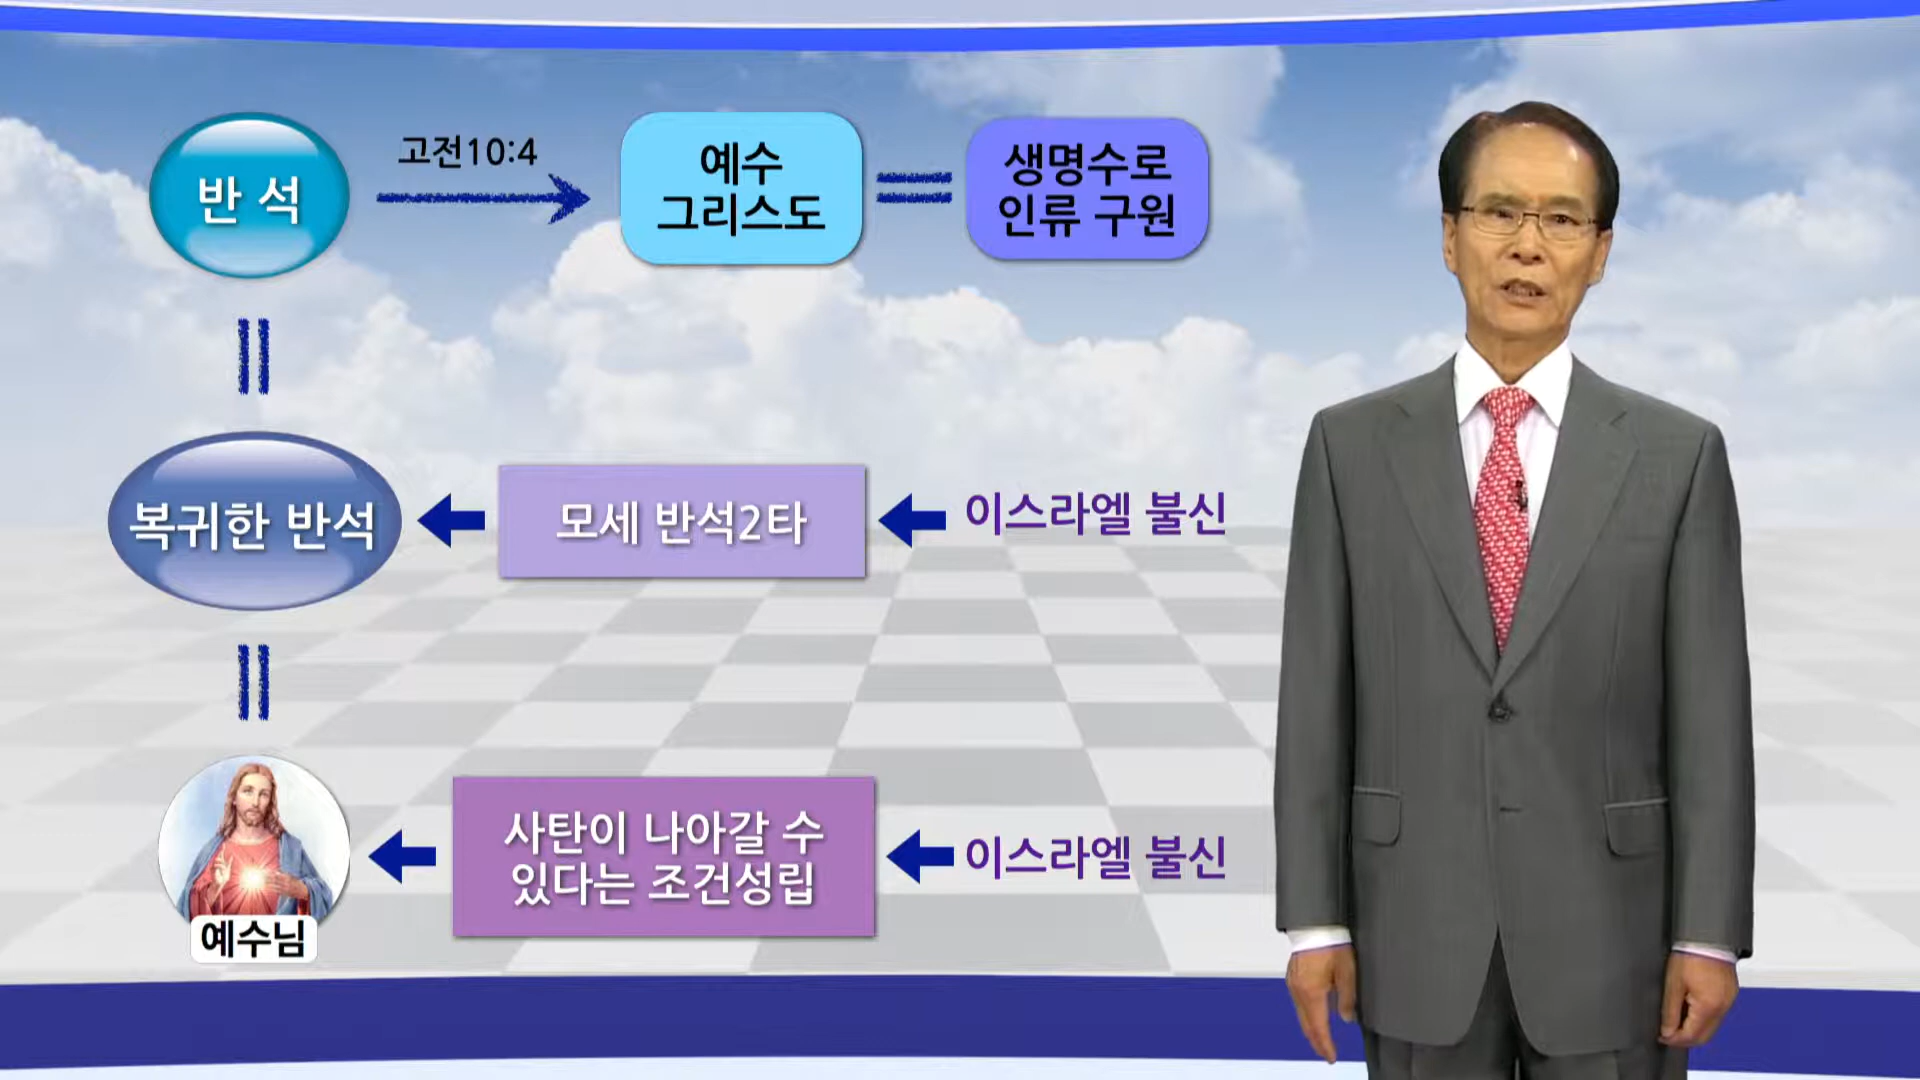 반 석
고전10:4
예수
그리스도
생명수로
인류 구원
복귀한 반석
모세 반석2타
이스라엘 불신
사탄이 나아갈 수
있다는 조건성립
이스라엘 불신
예수님